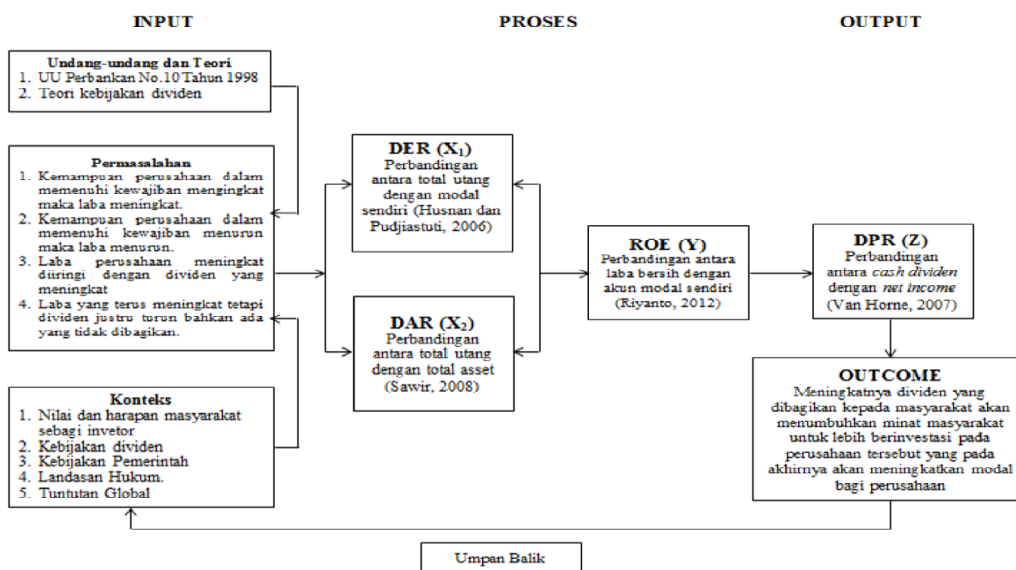 INPUT
PROSES
OUTPUT
Undang-undang dan Teori
1. UU Perbankan No.10 Tahun 1998
2. Teori kebijakan dividen
Permasalahan
1. Kemampuan perusahaan dalam
memenuhi kewajiban mengingkat
maka laba meningkat.
2. Kemampuan perusahaan dalam
memenuhi kewajiban menurun
maka laba menurun.
3. Laba perusahaan meningkat
diiringi dengan dividen yang
meningkat
4. Laba yang terus meningkat tetapi
dividen justru turun bahkan ada
yang tidak dibagikan.
Konteks
1. Nilai dan harapan masyarakat
sebagi invetor
2. Kebijakan dividen
3. Kebijakan Pemerintah
4. Landasan Hukum.
5. Tuntutan Global
DER (X₁)
Perbandingan
antara total utang
dengan modal
sendiri (Husnan dan
Pudjiastuti, 2006)
DAR (X₂)
Perbandingan
antara total utang
dengan total asset
(Sawir, 2008)
ROE (Y)
Perbandingan antara
laba bersih dengan
akun modal sendiri
(Riyanto, 2012)
DPR (Z)
Perbandingan
antara cash dividen
dengan net income
(Van Horne, 2007)
OUTCOME
Meningkatnya dividen yang
dibagikan kepada masyarakat akan
menumbuhkan minat masyarakat
untuk lebih berinvestasi pada
perusahaan tersebut yang pada
akhirnya akan meningkatkan modal
bagi perusahaan
Umpan Balik